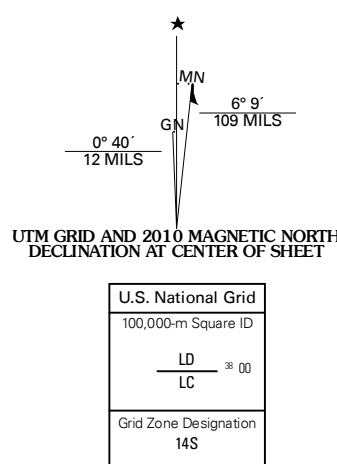 ★
MN
GN
6° 9´
109 MILS
0° 40´
12 MILS
UTM GRID AND 2010 MAGNETIC NORTH
DECLINATION AT CENTER OF SHEET
U.S. National Grid
100,000-m Square ID
LD
38 00
LC
Grid Zone Designation
14S